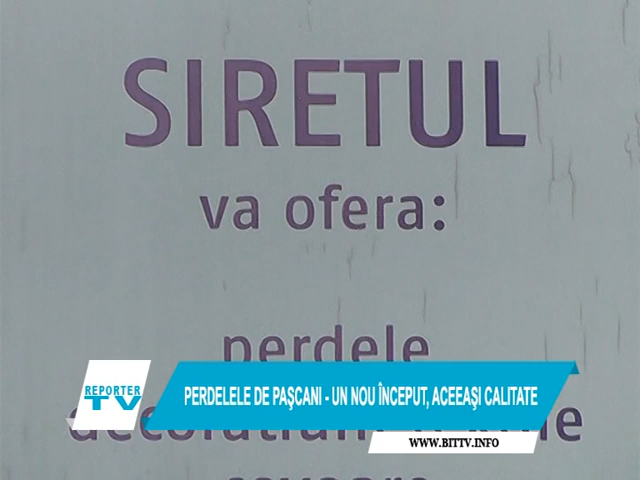 SIRETUL
va ofera:
perdele
REPORTER
TV
PERDELELE DE PAŞCANI - UN NOU ÎNCEPUT, ACEEAŞI CALITATE
WWW.BITTV.INFO